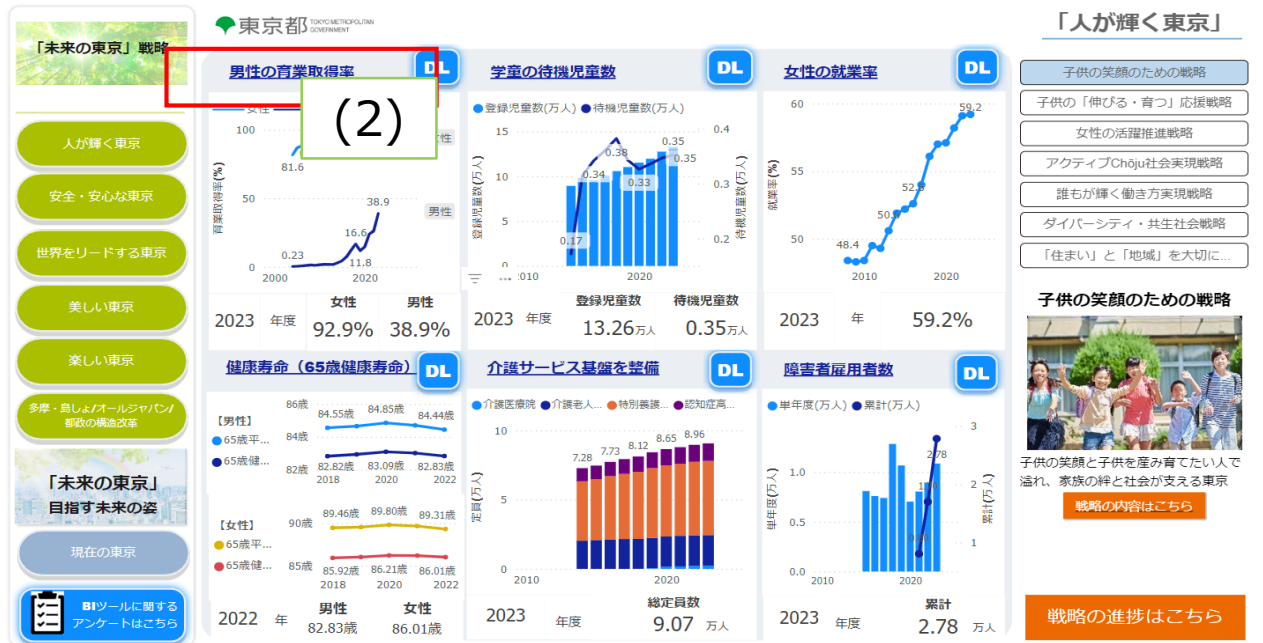 「未来の東京」戦略
人が輝く東京
安全・安心な東京
世界をリードする東京
美しい東京
楽しい東京
多摩・島しょ/オールジャパン/
都政の構造改革
「未来の東京」
目指す未来の姿
現在の東京
BIツールに関する
アンケートはこちら
東京都 TOKYO METROPOLITAN
GOVERNMENT
男性の育業取得率
DL
(2)
女性
100
81.6
育業取得率(%)
50
38.9
男性
16.6
0.23
11.8
0
2000 2020
女性 男性
2023 年度 92.9% 38.9%
学童の待機児童数 DL
登録児童数(万人) 待機児童数(万人)
15
0.4
0.38
0.35
0.34
0.35
10
0.33
0.3
登録児童数(万人)
待機児童数(万人)
5
0.17
0.2
0
2010 2020
登録児童数 待機児童数
2023 年度 13.26万人 0.35万人
女性の就業率 DL
60
59.2
就業率(%)
55
52.8
50
48.4
2010 2020
2023 年 59.2%
健康寿命（65歳健康寿命） DL
【男性】
65歳平...
65歳健...
86歳
84.55歳 84.85歳 84.44歳
84歳
82歳
82.82歳 83.09歳 82.83歳
2018 2020 2022
【女性】
65歳平...
65歳健...
89.46歳 89.80歳 89.31歳
90歳
85歳
85.92歳 86.21歳 86.01歳
2018 2020 2022
男性 女性
2022 年 82.83歳 86.01歳
介護サービス基盤を整備 DL
介護医療院 介護老人... 特別養護... 認知症高...
10
7.28 7.73 8.12 8.65 8.96
定員(万人)
5
0
2010 2020
総定員数
2023 年度 9.07 万人
障害者雇用者数 DL
単年度(万人) 累計(万人)
3
2.78
1.0
2
単年度(万人)
累計(万人)
0.5
1
0.0
2010 2020
累計
2023 年度 2.78 万人
「人が輝く東京」
子供の笑顔のための戦略
子供の「伸びる・育つ」応援戦略
女性の活躍推進戦略
アクティブChōju社会実現戦略
誰もが輝く働き方実現戦略
ダイバーシティ・共生社会戦略
「住まい」と「地域」を大切に...
子供の笑顔のための戦略
子供の笑顔と子供を産み育てたい人で
溢れ、家族の絆と社会が支える東京
戦略の内容はこちら
戦略の進捗はこちら